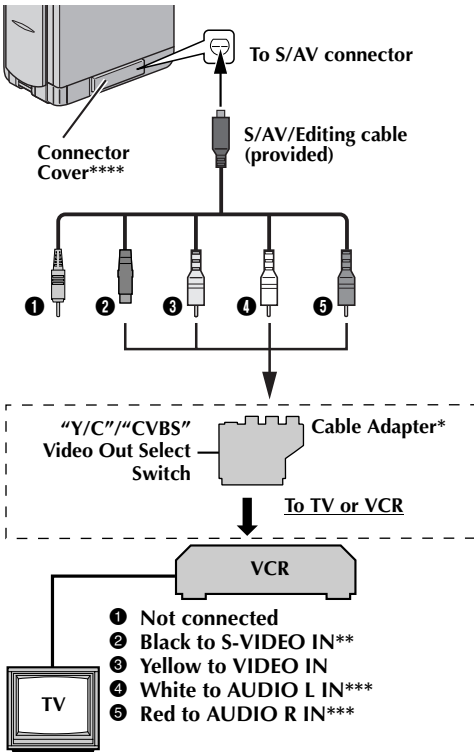 To S/AV connector
S/AV/Editing cable
(provided)
Connector
Cover****
❶ ❷ ❸ ❹ ❺
"Y/C"/"CVBS"
Video Out Select
Switch
Cable Adapter*
To TV or VCR
VCR
TV
❶ Not connected
❷ Black to S-VIDEO IN**
❸ Yellow to VIDEO IN
❹ White to AUDIO L IN***
❺ Red to AUDIO R IN***